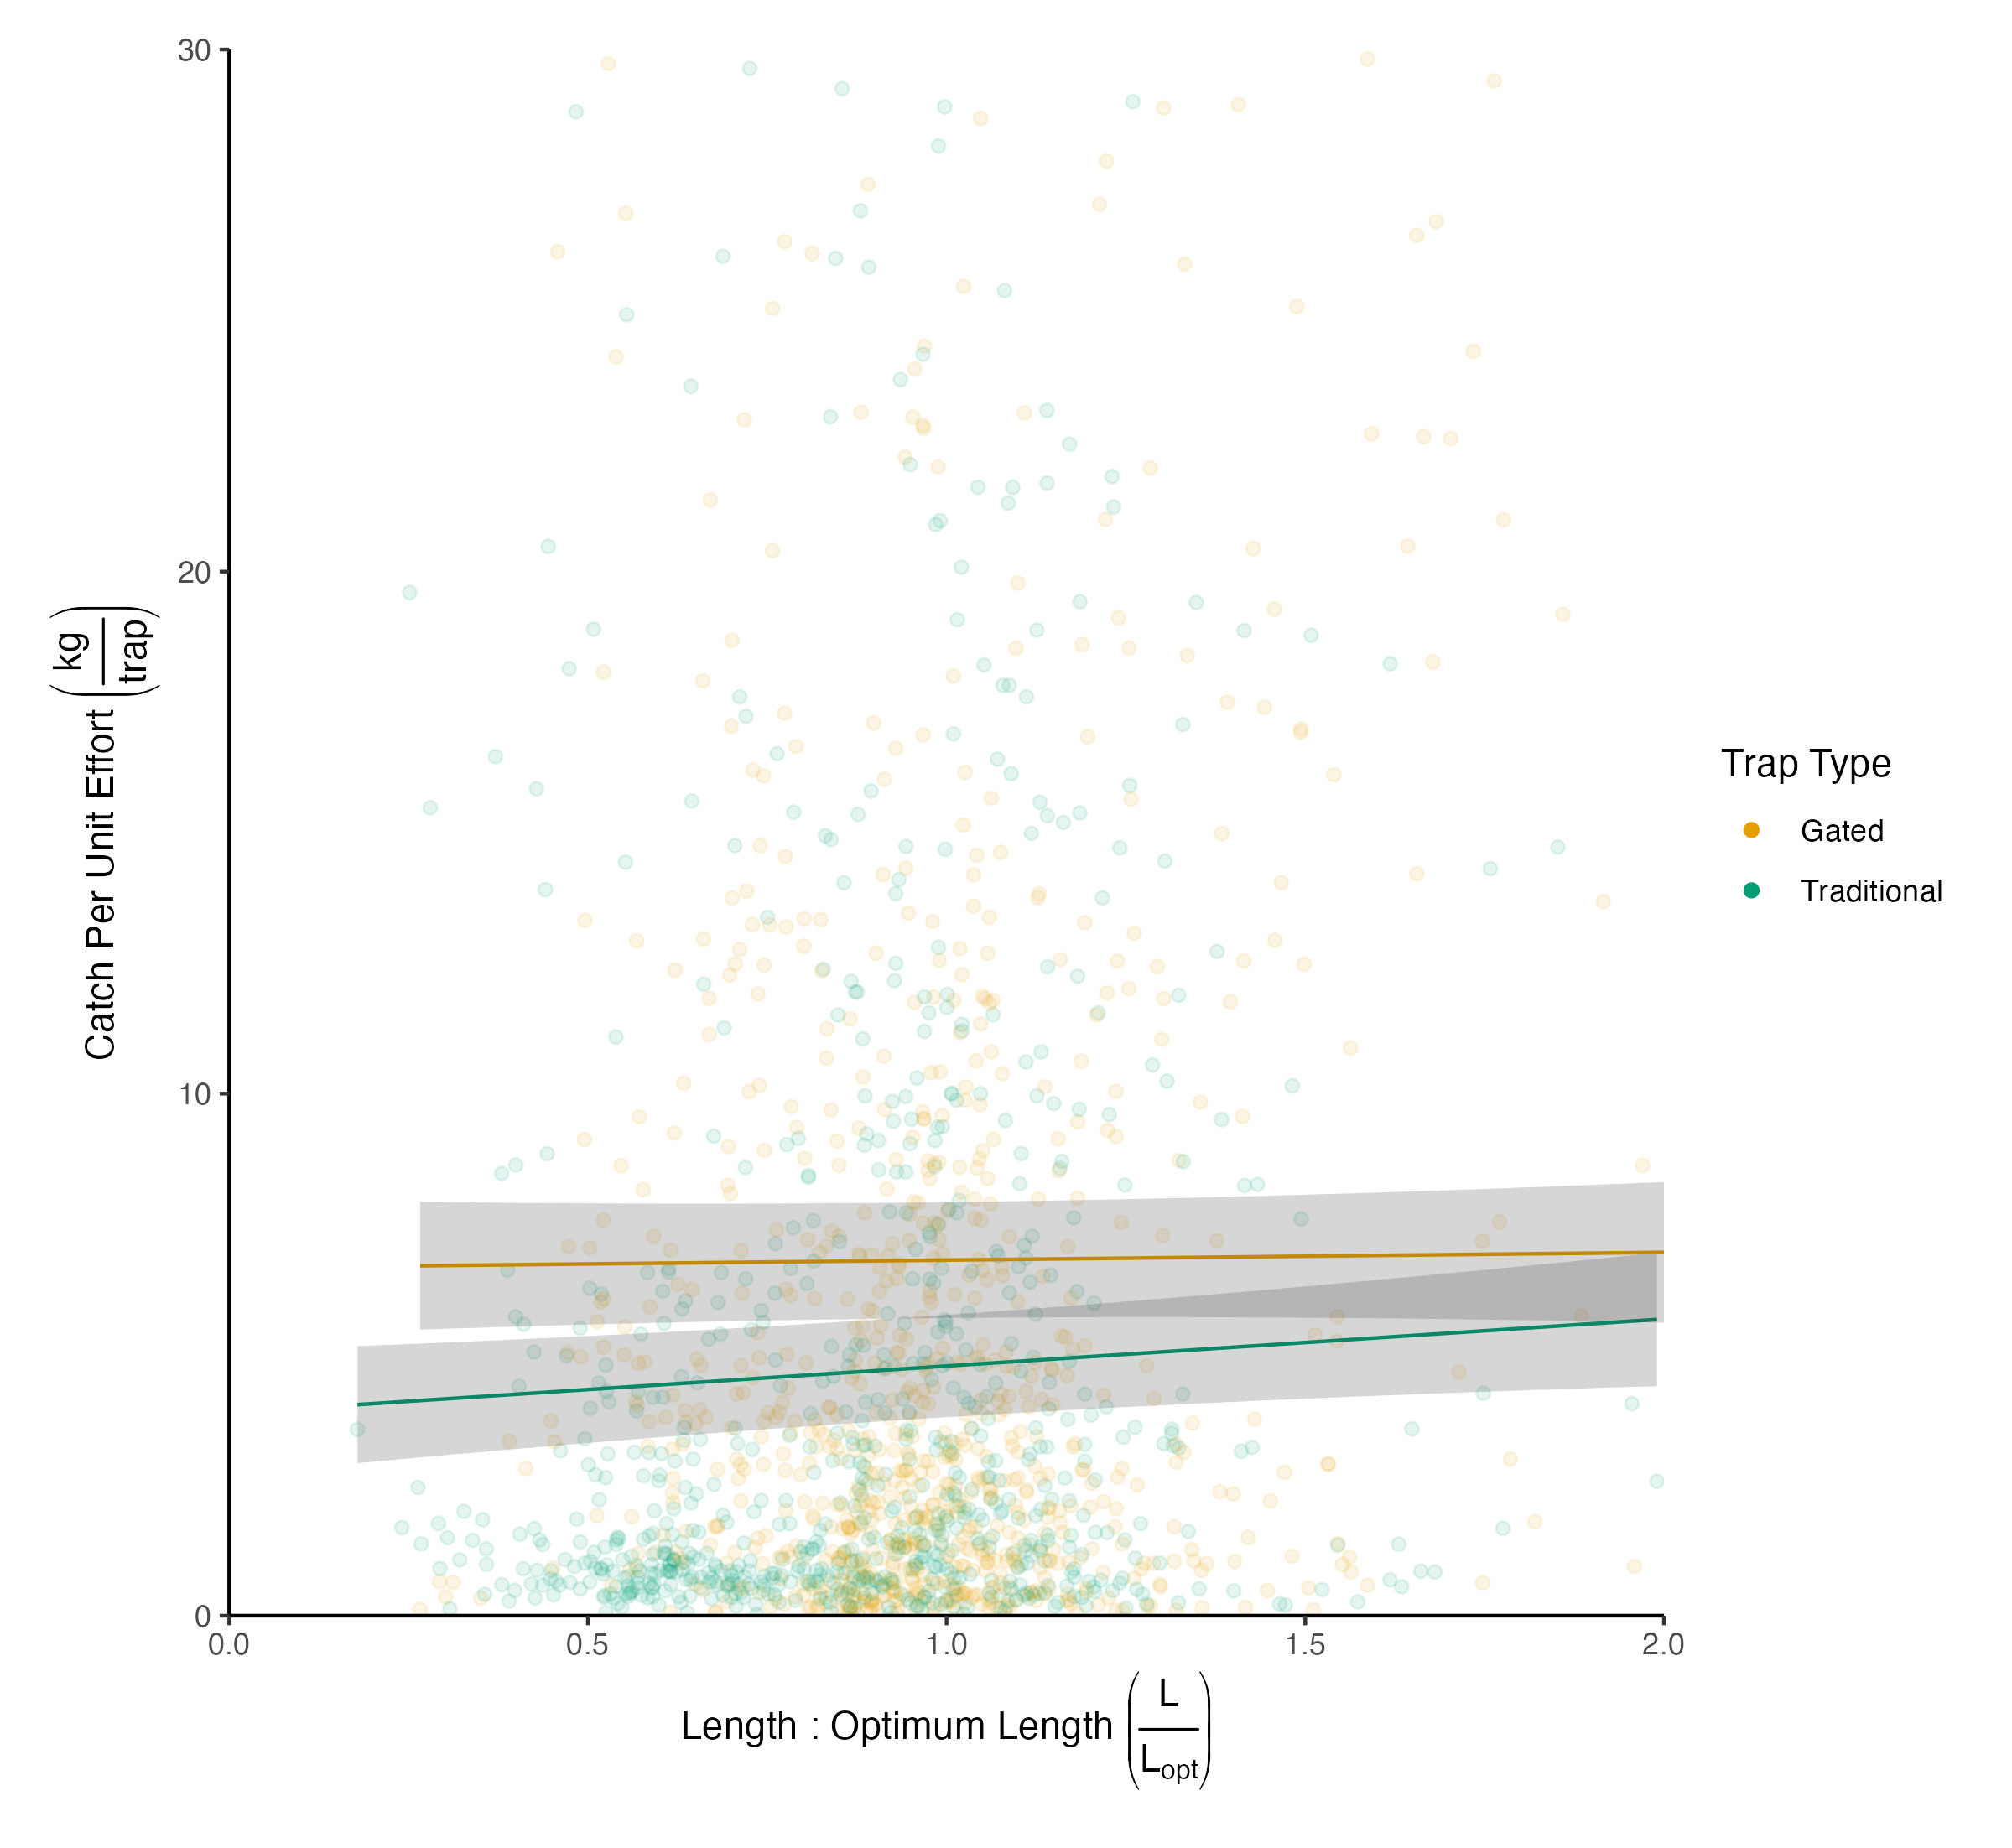 30
20
10
0
Catch Per Unit Effort (kg/trap)
0.0 0.5 1.0 1.5 2.0
Length : Optimum Length (L/Lopt)
Trap Type
Gated
Traditional